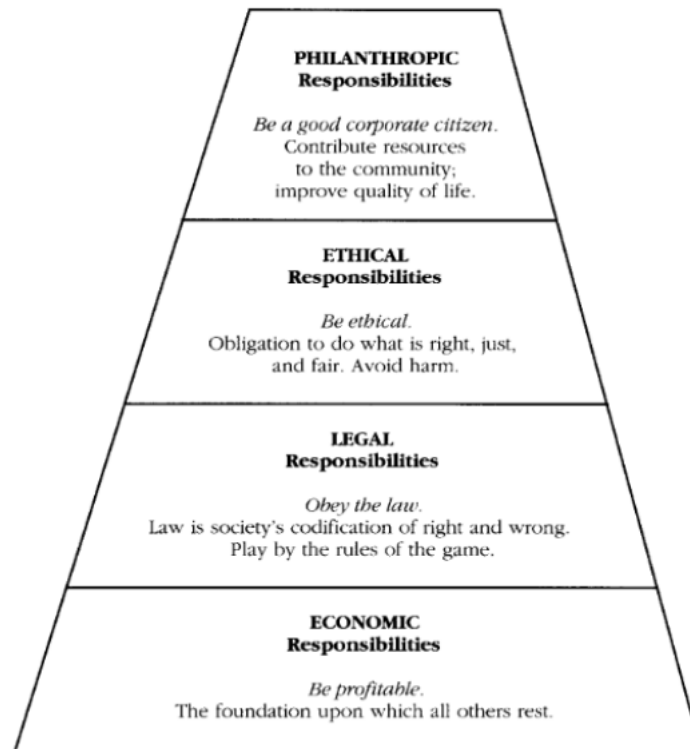 PHILANTHROPIC
Responsibilities
Be a good corporate citizen.
Contribute resources
to the community;
improve quality of life.
ETHICAL
Responsibilities
Be ethical.
Obligation to do what is right, just,
and fair. Avoid harm.
LEGAL
Responsibilities
Obey the law.
Law is society's codification of right and wrong.
Play by the rules of the game.
ECONOMIC
Responsibilities
Be profitable.
The foundation upon which all others rest.